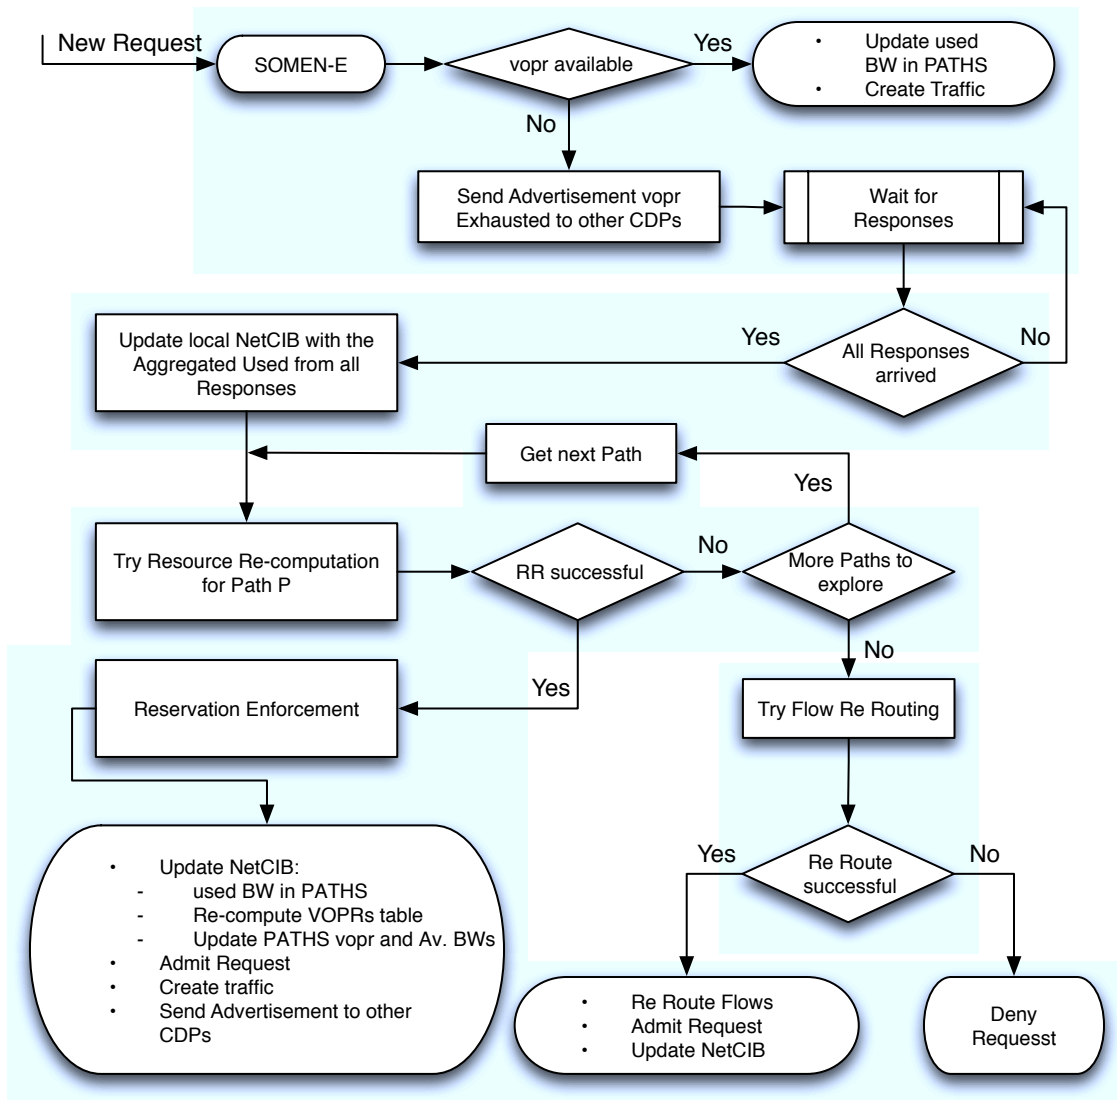 New Request
SOMEN-E
vopr available
Yes
• Update used
BW in PATHS
• Create Traffic
No
Send Advertisement vopr
Exhausted to other CDPs
Wait for
Responses
Update local NetCIB with the
Aggregated Used from all
Responses
Yes
All Responses
arrived
No
Get next Path
Yes
Try Resource Re-computation
for Path P
RR successful
No
More Paths to
explore
No
Reservation Enforcement
Yes
Try Flow Re Routing
• Update NetCIB:
- used BW in PATHS
- Re-compute VOPRs table
- Update PATHS vopr and Av. BWs
• Admit Request
• Create traffic
• Send Advertisement to other
CDPs
Yes
Re Route
successful
No
• Re Route Flows
• Admit Request
• Update NetCIB
Deny
Requesst